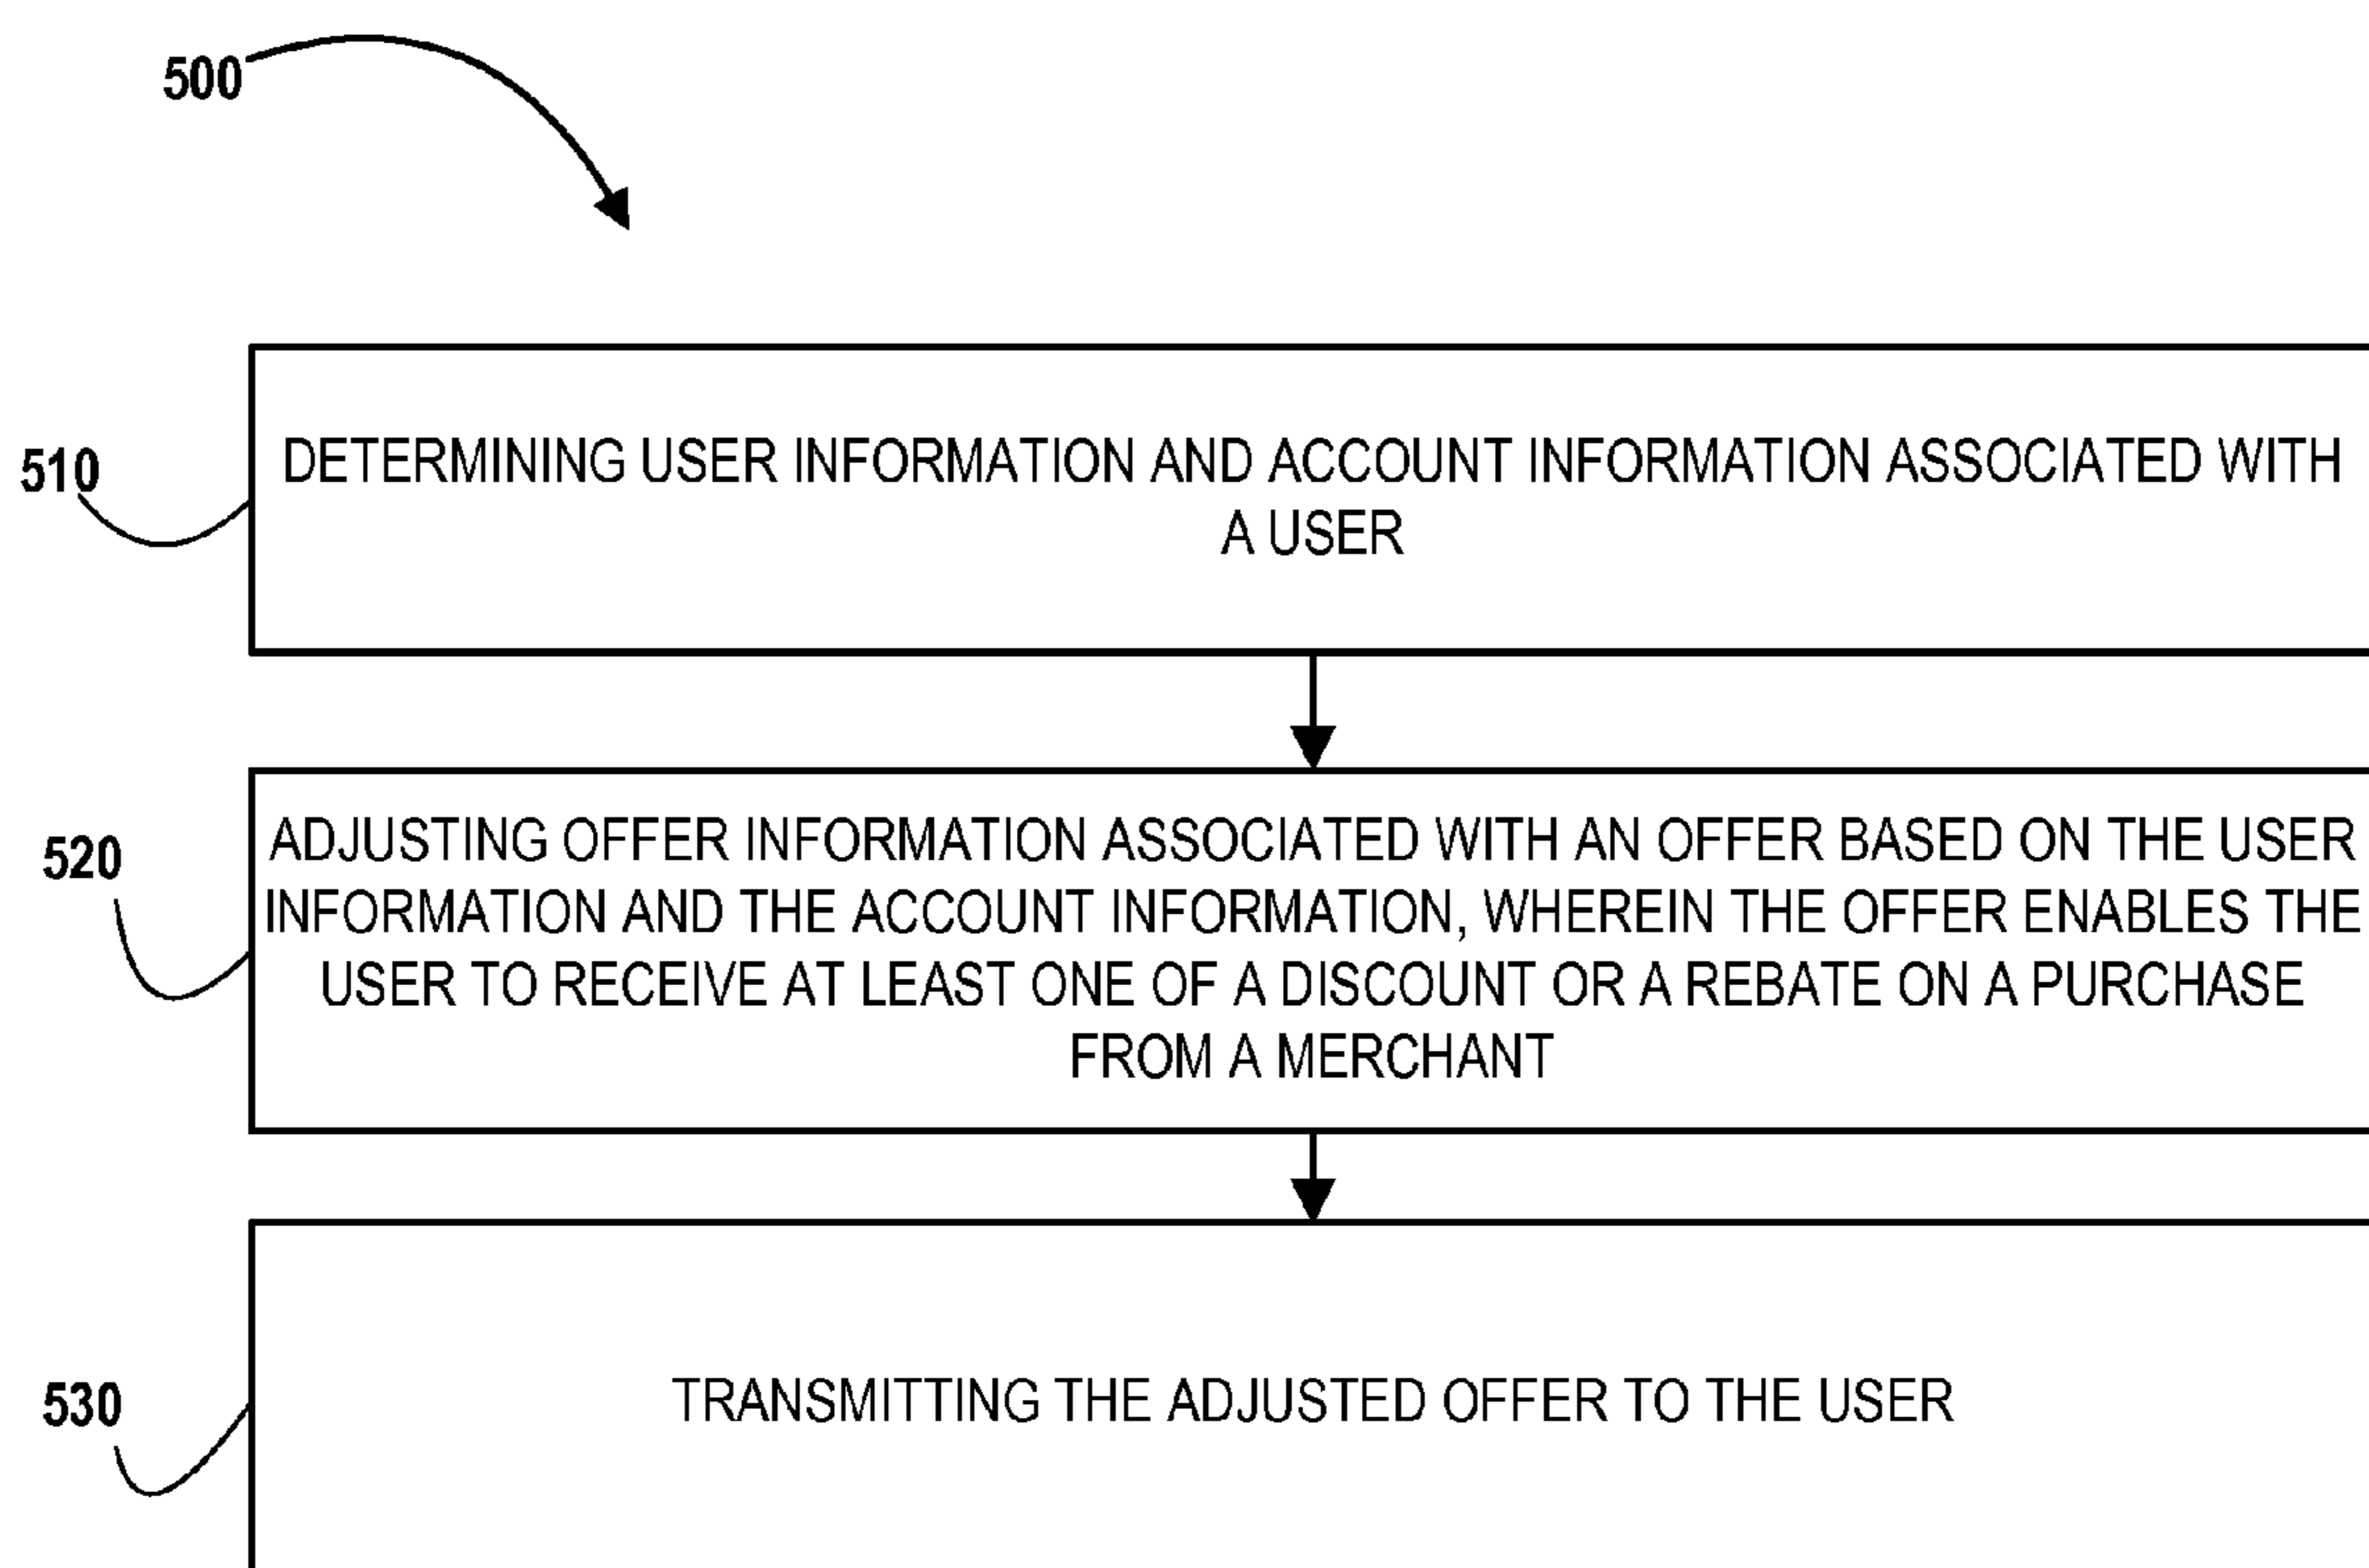 500
510
DETERMINING USER INFORMATION AND ACCOUNT INFORMATION ASSOCIATED WITH
A USER
520
ADJUSTING OFFER INFORMATION ASSOCIATED WITH AN OFFER BASED ON THE USER
INFORMATION AND THE ACCOUNT INFORMATION, WHEREIN THE OFFER ENABLES THE
USER TO RECEIVE AT LEAST ONE OF A DISCOUNT OR A REBATE ON A PURCHASE
FROM A MERCHANT
530
TRANSMITTING THE ADJUSTED OFFER TO THE USER